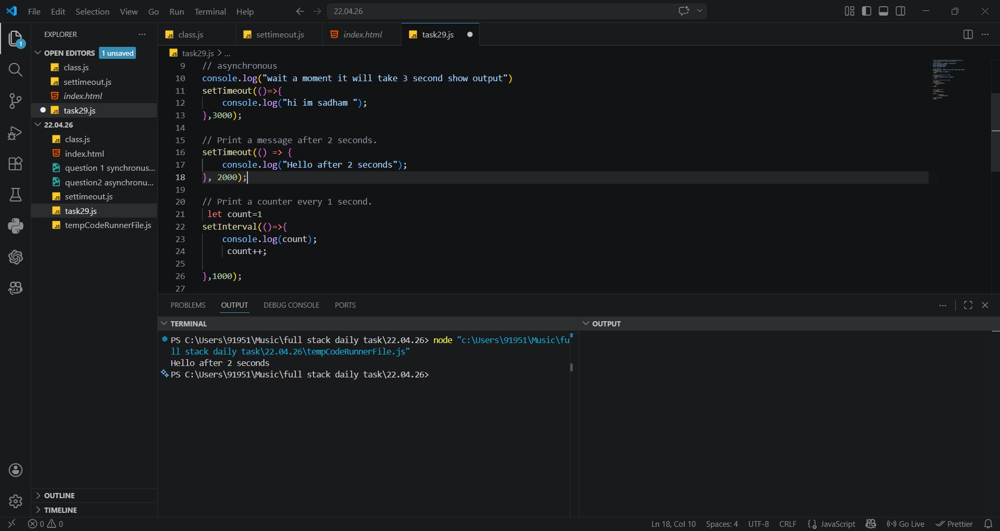 File Edit Selection View Go Run Terminal Help
22.04.26
EXPLORER
class.js
settimeout.js
index.html
task29.js
1
OPEN EDITORS 1 unsaved
class.js
settimeout.js
index.html
task29.js
22.04.26
class.js
index.html
question 1 synchronus...
question2 asynchronu...
settimeout.js
task29.js
tempCodeRunnerFile.js
OUTLINE
TIMELINE
task29.js > ...
9 // asynchronous
10 console.log("wait a moment it will take 3 second show output")
11 setTimeout(()=>{
12 console.log("hi im sadham ");
13 },3000);
14
15 // Print a message after 2 seconds.
16 setTimeout(() => {
17 console.log("Hello after 2 seconds");
18 }, 2000);
19
20 // Print a counter every 1 second.
21 let count=1
22 setInterval(()=>{
23 console.log(count);
24 count++;
25
26 },1000);
27
PROBLEMS OUTPUT DEBUG CONSOLE PORTS
TERMINAL
PS C:\Users\91951\Music\full stack daily task\22.04.26> node "c:\Users\91951\Music\fu
ll stack daily task\22.04.26\tempCodeRunnerFile.js"
Hello after 2 seconds
PS C:\Users\91951\Music\full stack daily task\22.04.26>
OUTPUT
0 0
Ln 18, Col 10 Spaces: 4 UTF-8 CRLF JavaScript Go Live Prettier